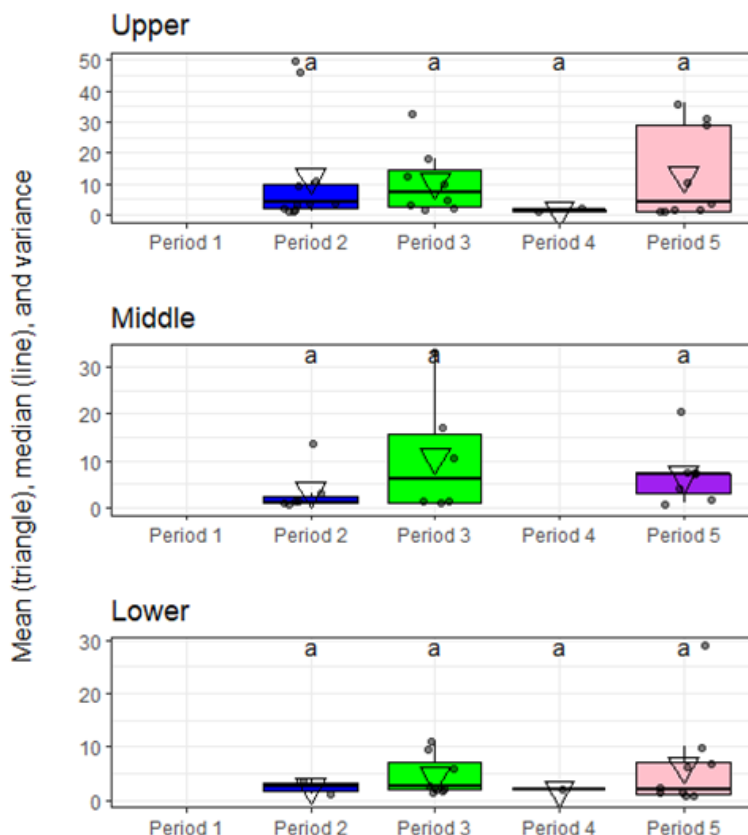 Mean (triangle), median (line), and variance
Upper
50
40
30
20
10
0
a a a a
Period 1 Period 2 Period 3 Period 4 Period 5
Middle
30
20
10
0
a a a
Period 1 Period 2 Period 3 Period 4 Period 5
Lower
30
20
10
0
a a a a
Period 1 Period 2 Period 3 Period 4 Period 5